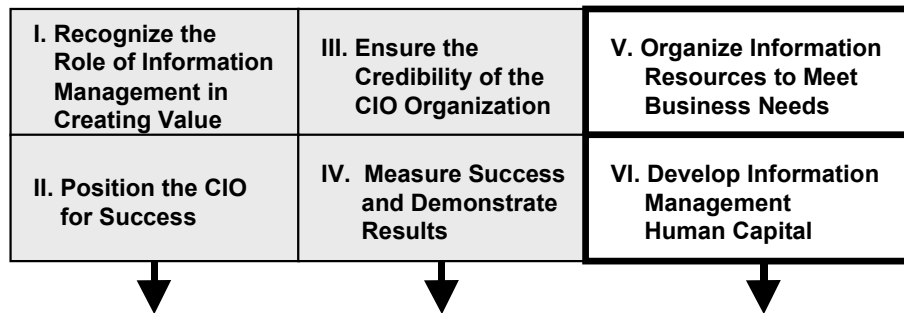 I. Recognize the
Role of Information
Management in
Creating Value
II. Position the CIO
for Success
III. Ensure the
Credibility of the
CIO Organization
IV. Measure Success
and Demonstrate
Results
V. Organize Information
Resources to Meet
Business Needs
VI. Develop Information
Management
Human Capital